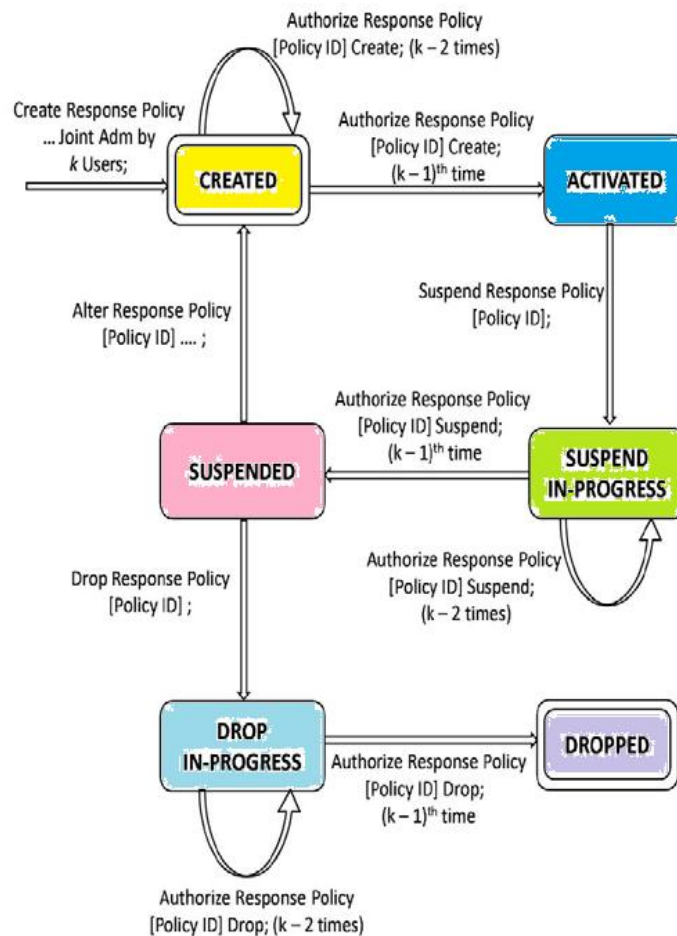 Authorize Response Policy
[Policy ID] Create; (k – 2 times)
Create Response Policy
... Joint Adm by
k Users;
Authorize Response Policy
[Policy ID] Create;
(k – 1)th time
CREATED
ACTIVATED
Alter Response Policy
[Policy ID] .... ;
Suspend Response Policy
[Policy ID];
Authorize Response Policy
[Policy ID] Suspend;
(k – 1)th time
SUSPENDED
SUSPEND
IN-PROGRESS
Drop Response Policy
[Policy ID] ;
Authorize Response Policy
[Policy ID] Suspend;
(k – 2 times)
DROP
IN-PROGRESS
DROPPED
Authorize Response Policy
[Policy ID] Drop;
(k – 1)th time
Authorize Response Policy
[Policy ID] Drop; (k – 2 times)